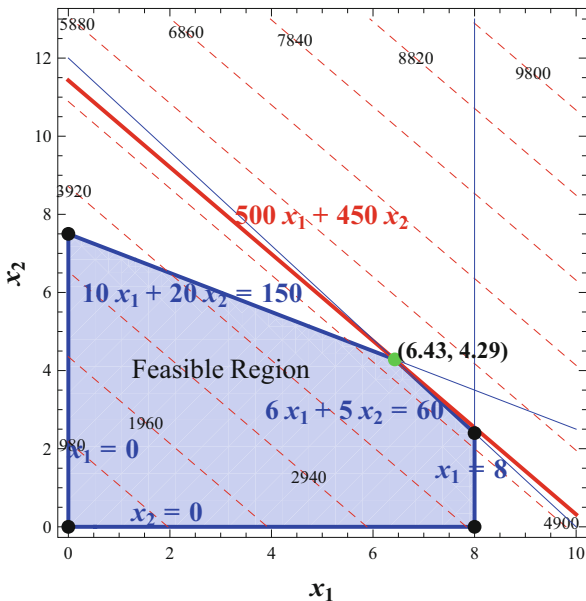 5880
6860
7840
8820
9800
12
10
8
6
4
2
0
3920
500 x₁ + 450 x₂
10 x₁ + 20 x₂ = 150
(6.43, 4.29)
Feasible Region
6 x₁ + 5 x₂ = 60
1960
980
x₁ = 0
2940
x₁ = 8
x₂ = 0
4900
0 2 4 6 8 10
x₂
x₁